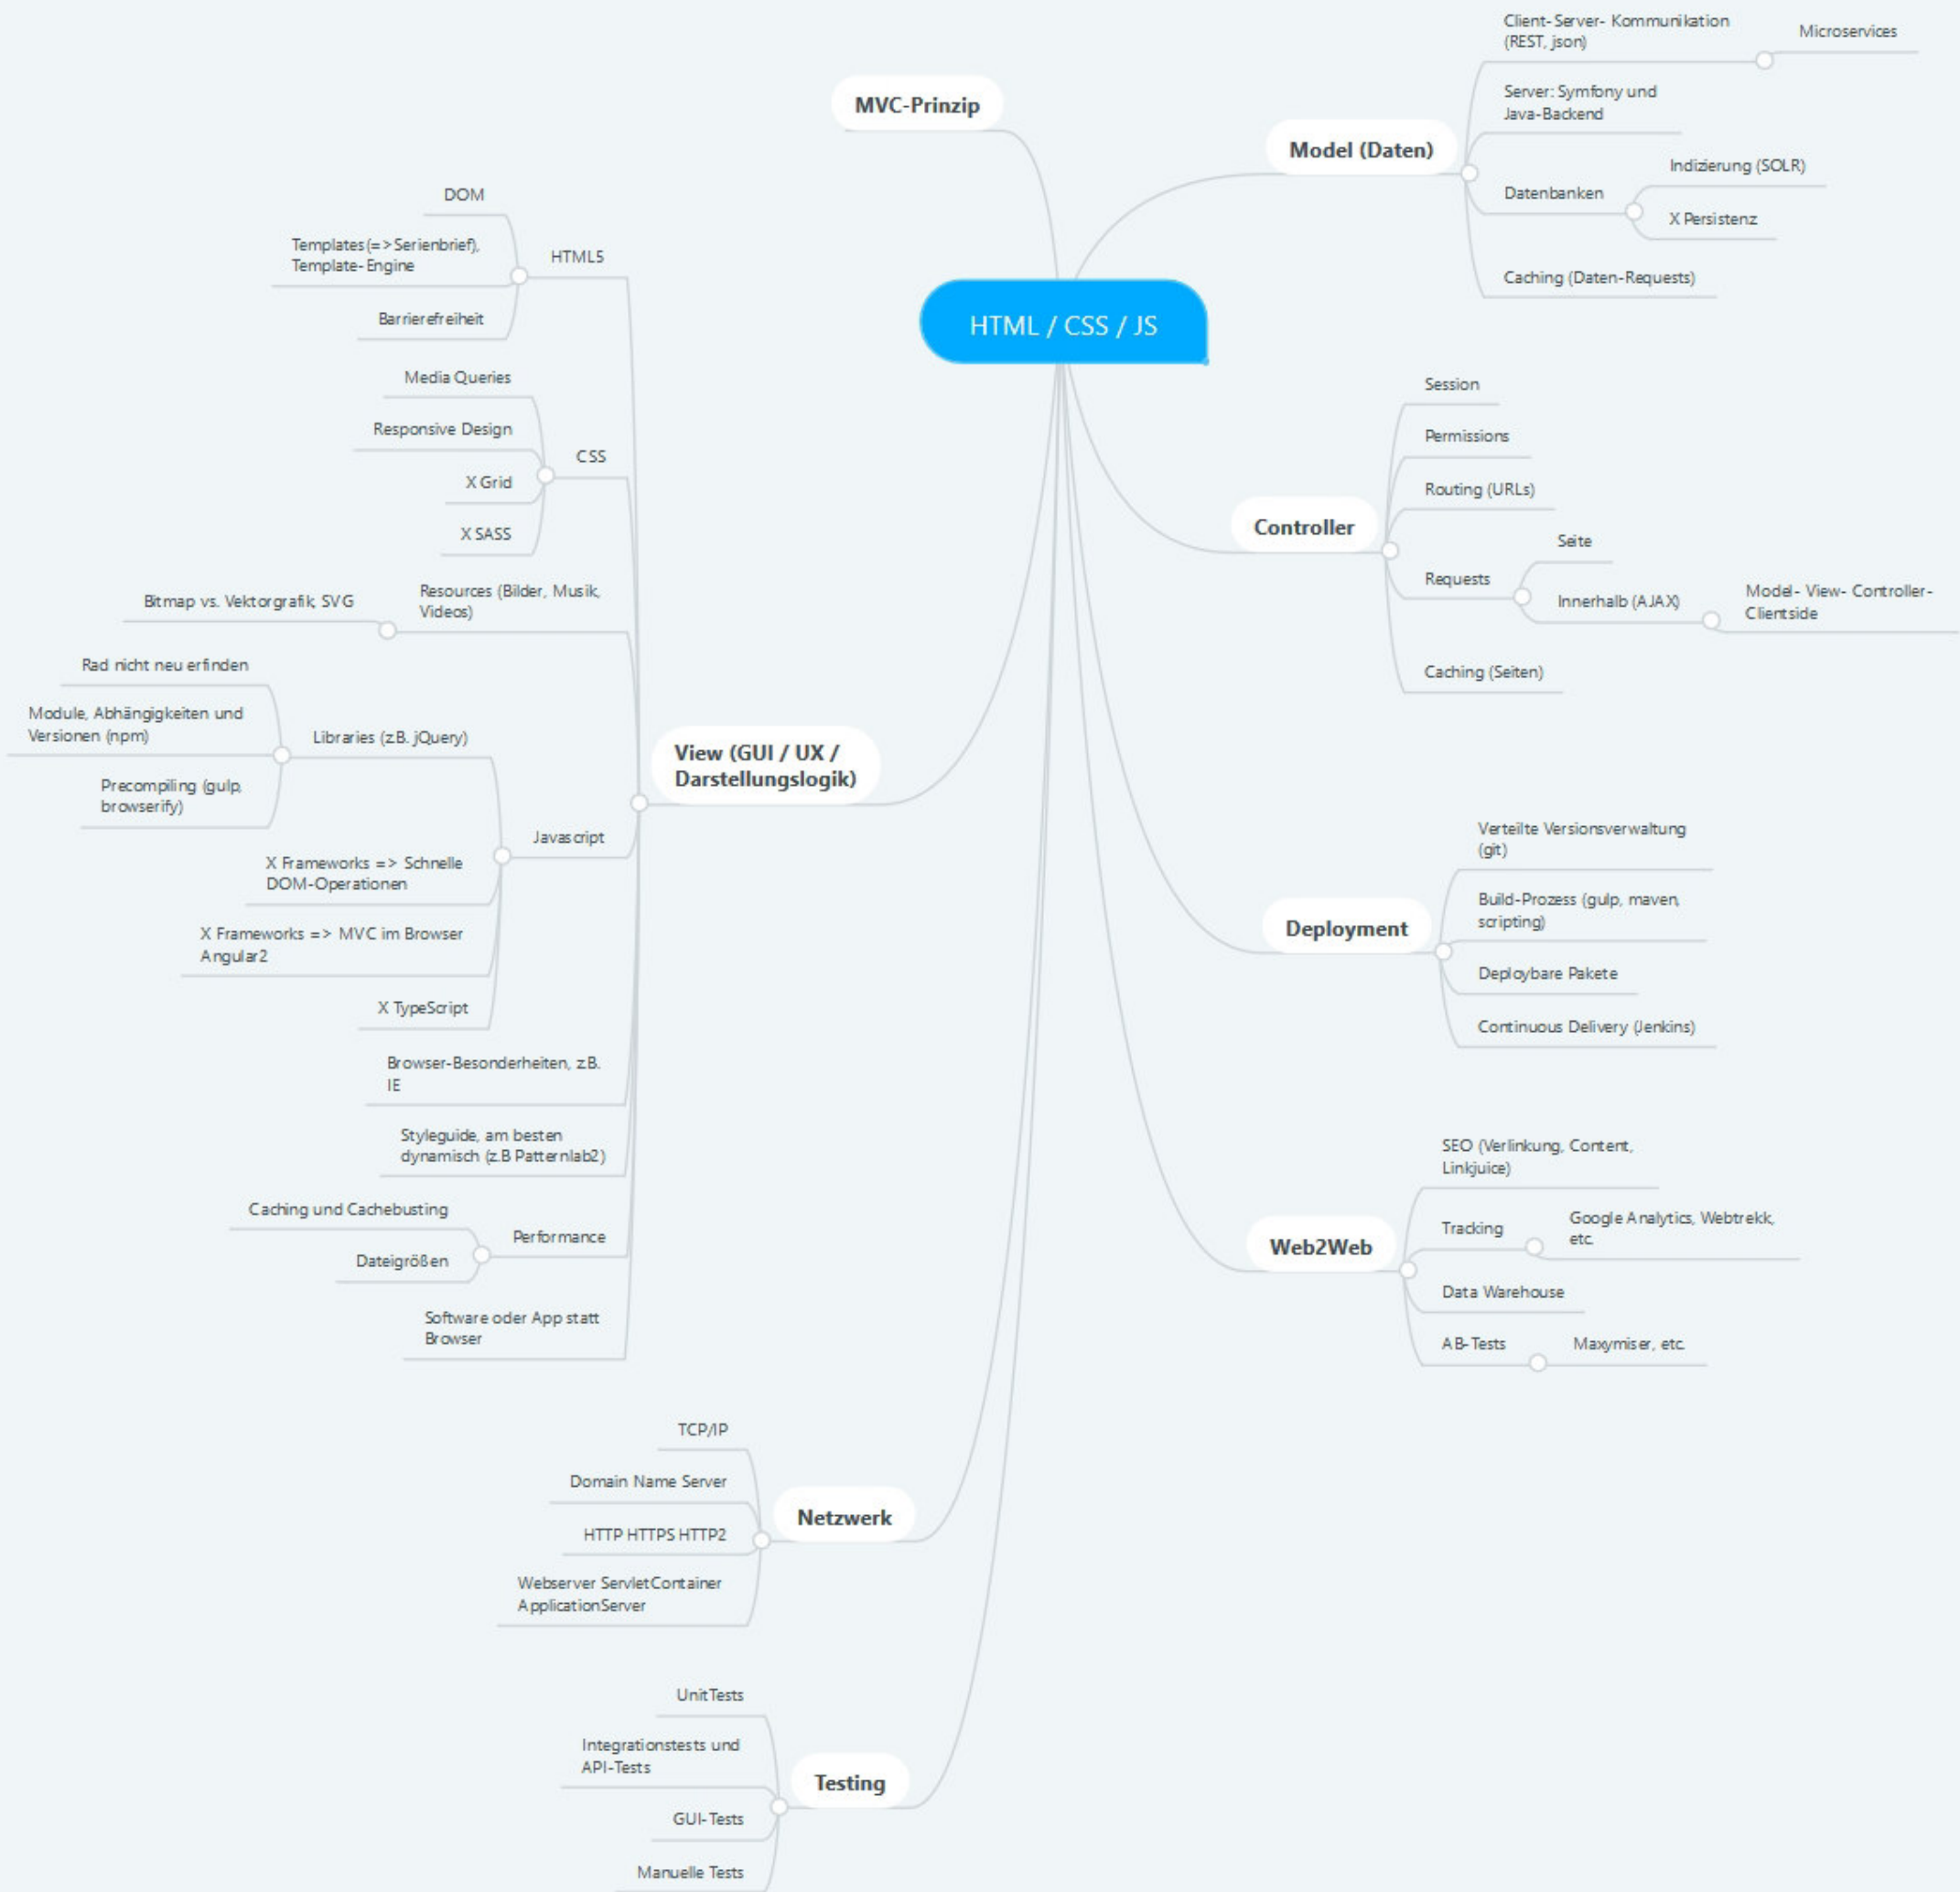 HTML / CSS / JS
MVC-Prinzip
Model (Daten)
Client-Server- Kommunikation
(REST, json)
Microservices
Server: Symfony und
Java-Backend
Datenbanken
Indizierung (SOLR)
X Persistenz
Caching (Daten-Requests)
Controller
Session
Permissions
Routing (URLs)
Requests
Seite
Innerhalb (AJAX)
Model- View- Controller-
Clientside
Caching (Seiten)
Deployment
Verteilte Versionsverwaltung
(git)
Build-Prozess (gulp, maven,
scripting)
Deploybare Pakete
Continuous Delivery (Jenkins)
Web2Web
SEO (Verlinkung, Content,
Linkjuice)
Tracking
Google Analytics, Webtrekk,
etc.
Data Warehouse
AB-Tests
Maxymiser, etc.
View (GUI / UX /
Darstellungslogik)
HTML5
DOM
Templates(=>Serienbrief),
Template-Engine
Barrierefreiheit
CSS
Media Queries
Responsive Design
X Grid
X SASS
Resources (Bilder, Musik,
Videos)
Bitmap vs. Vektorgrafik, SVG
Javascript
Libraries (z.B. jQuery)
Rad nicht neu erfinden
Module, Abhängigkeiten und
Versionen (npm)
Precompiling (gulp,
browserify)
X Frameworks => Schnelle
DOM-Operationen
X Frameworks => MVC im Browser
Angular2
X TypeScript
Browser-Besonderheiten, z.B.
IE
Styleguide, am besten
dynamisch (z.B Patternlab2)
Performance
Caching und Cachebusting
Dateigrößen
Software oder App statt
Browser
Netzwerk
TCP/IP
Domain Name Server
HTTP HTTPS HTTP2
Webserver ServletContainer
ApplicationServer
Testing
UnitTests
Integrationstests und
API-Tests
GUI-Tests
Manuelle Tests